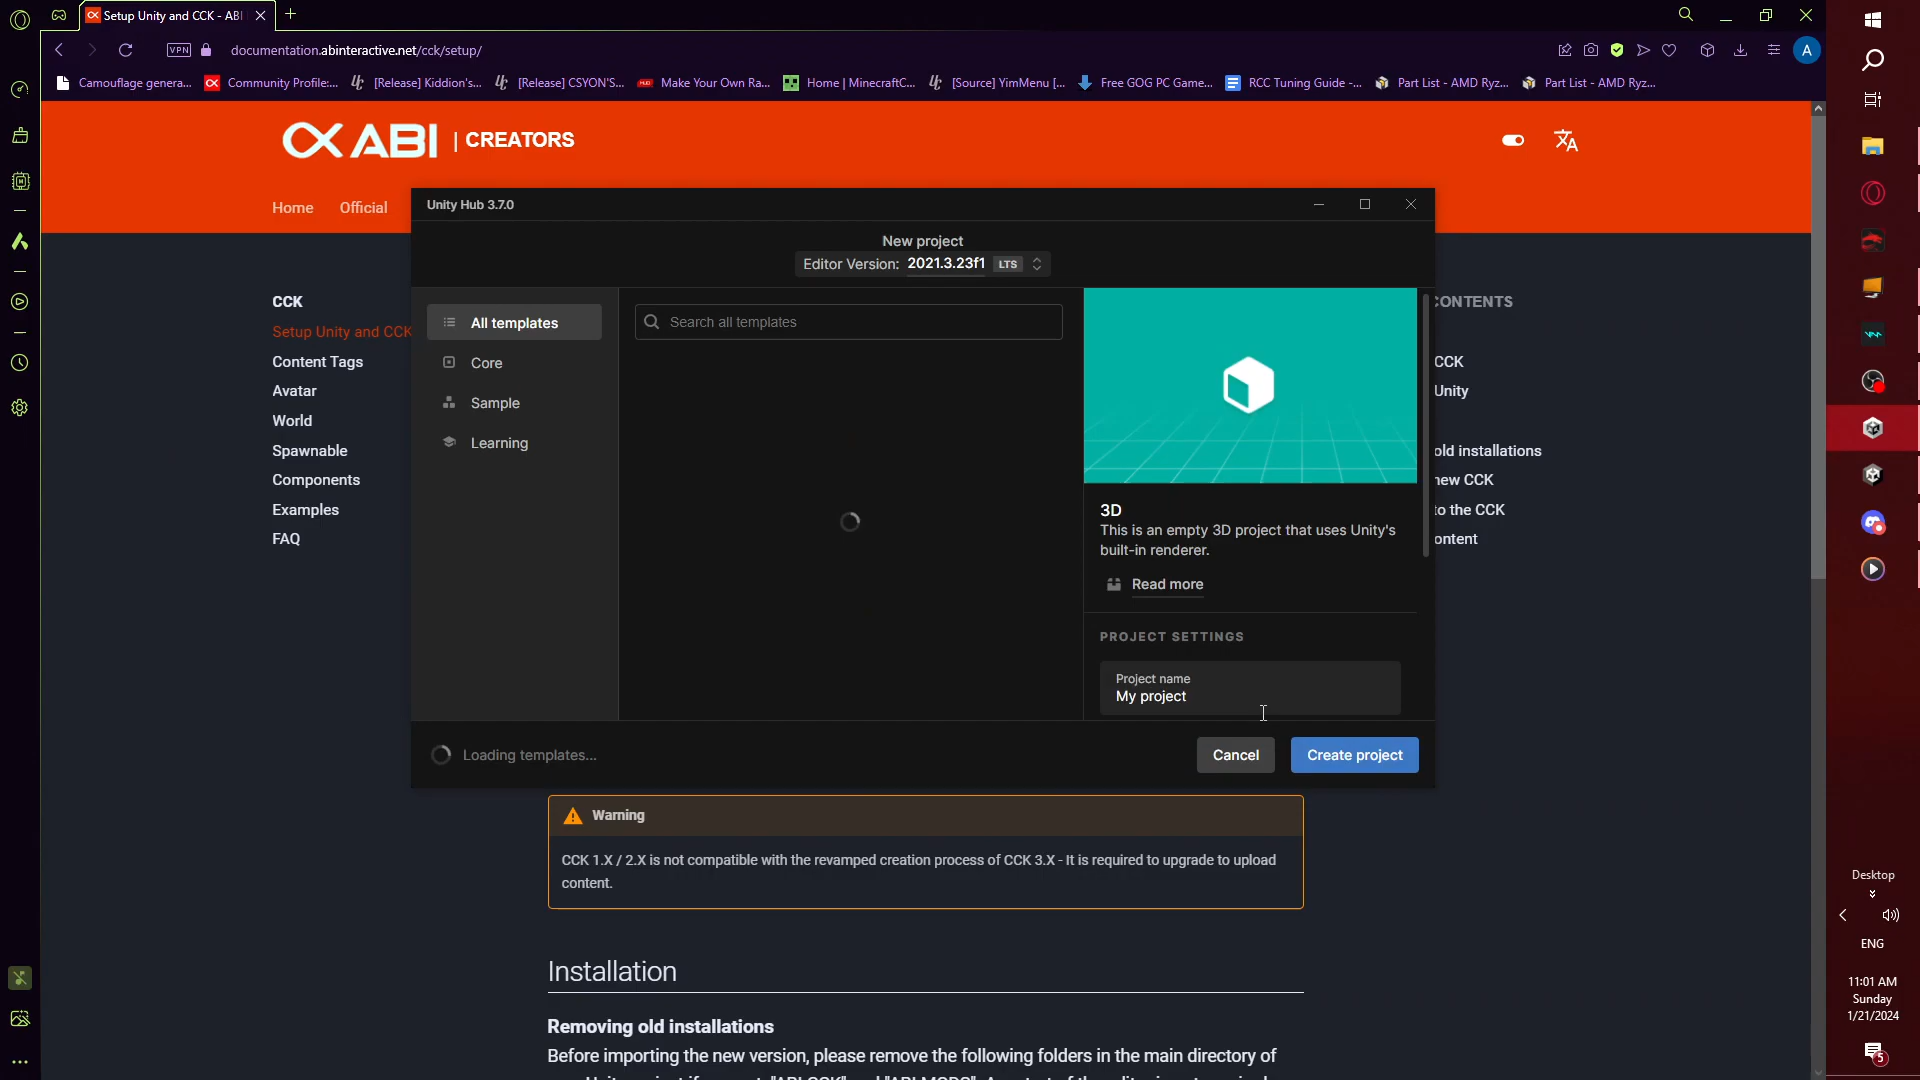 Setup Unity and CCK - ABI
VPN
documentation.abinteractive.net/cck/setup/
A
Camouflage genera...
Community Profile:...
[Release] Kiddion's...
[Release] CSYON'S...
Make Your Own Ra...
Home | MinecraftC...
[Source] YimMenu [...
Free GOG PC Game...
RCC Tuning Guide -...
Part List - AMD Ryz...
Part List - AMD Ryz...
ABI | CREATORS
Home
Official
Unity Hub 3.7.0
New project
Editor Version: 2021.3.23f1 LTS
CCK
Setup Unity and CCK
Content Tags
Avatar
World
Spawnable
Components
Examples
FAQ
All templates
Core
Sample
Learning
Search all templates
3D
This is an empty 3D project that uses Unity's
built-in renderer.
Read more
PROJECT SETTINGS
Project name
My project
Loading templates...
Cancel
Create project
CONTENTS
CCK
Unity
old installations
new CCK
to the CCK
ontent
Warning
CCK 1.X / 2.X is not compatible with the revamped creation process of CCK 3.X - It is required to upgrade to upload
content.
Installation
Removing old installations
Before importing the new version, please remove the following folders in the main directory of
Desktop
ENG
11:01 AM
Sunday
1/21/2024
5